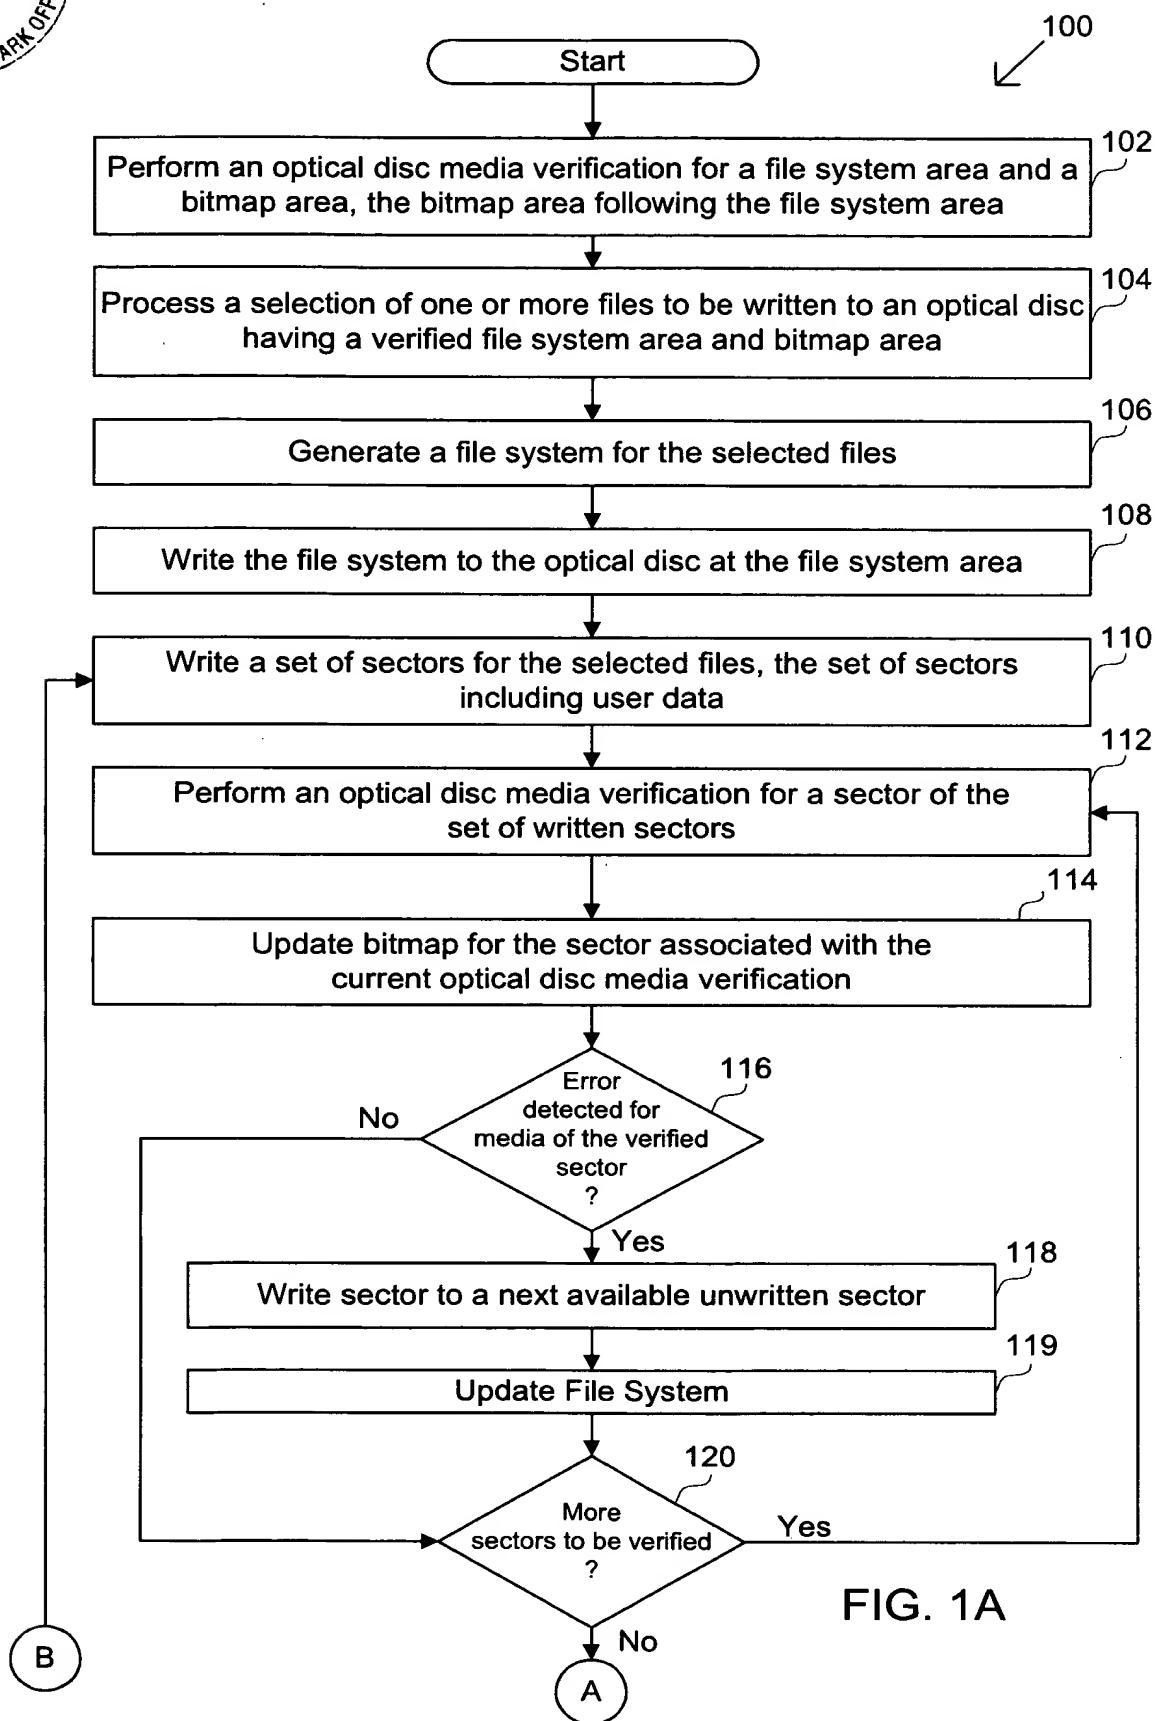 ARK OFF
100
Start
102
Perform an optical disc media verification for a file system area and a
bitmap area, the bitmap area following the file system area
104
Process a selection of one or more files to be written to an optical disc
having a verified file system area and bitmap area
106
Generate a file system for the selected files
108
Write the file system to the optical disc at the file system area
110
Write a set of sectors for the selected files, the set of sectors
including user data
112
Perform an optical disc media verification for a sector of the
set of written sectors
114
Update bitmap for the sector associated with the
current optical disc media verification
116
Error
detected for
media of the verified
sector
?
No
Yes
118
Write sector to a next available unwritten sector
119
Update File System
120
More
sectors to be verified
?
Yes
FIG. 1A
No
B
A